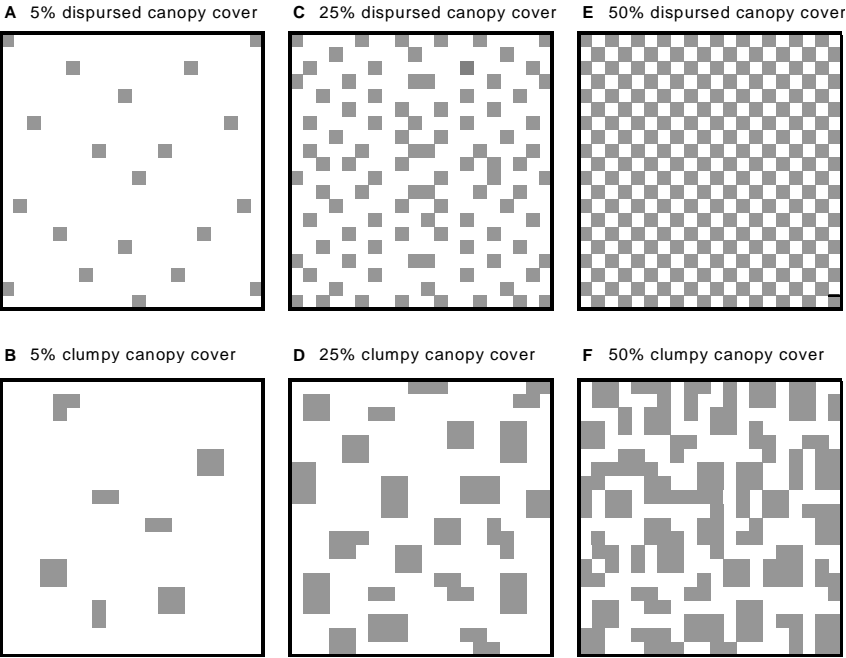 A 5% dispursed canopy cover
C 25% dispursed canopy cover
E 50% dispursed canopy cover
B 5% clumpy canopy cover
D 25% clumpy canopy cover
F 50% clumpy canopy cover